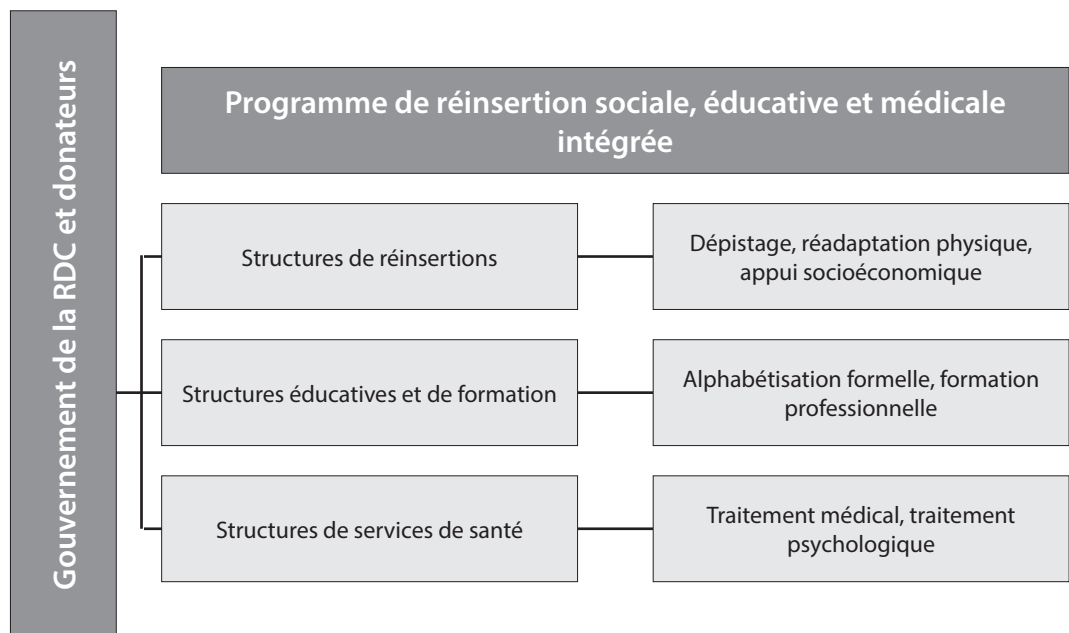 Gouvernement de la RDC et donateurs
Programme de réinsertion sociale, éducative et médicale
intégrée
Structures de réinsertions
Dépistage, réadaptation physique,
appui socioéconomique
Structures éducatives et de formation
Alphabétisation formelle, formation
professionnelle
Structures de services de santé
Traitement médical, traitement
psychologique